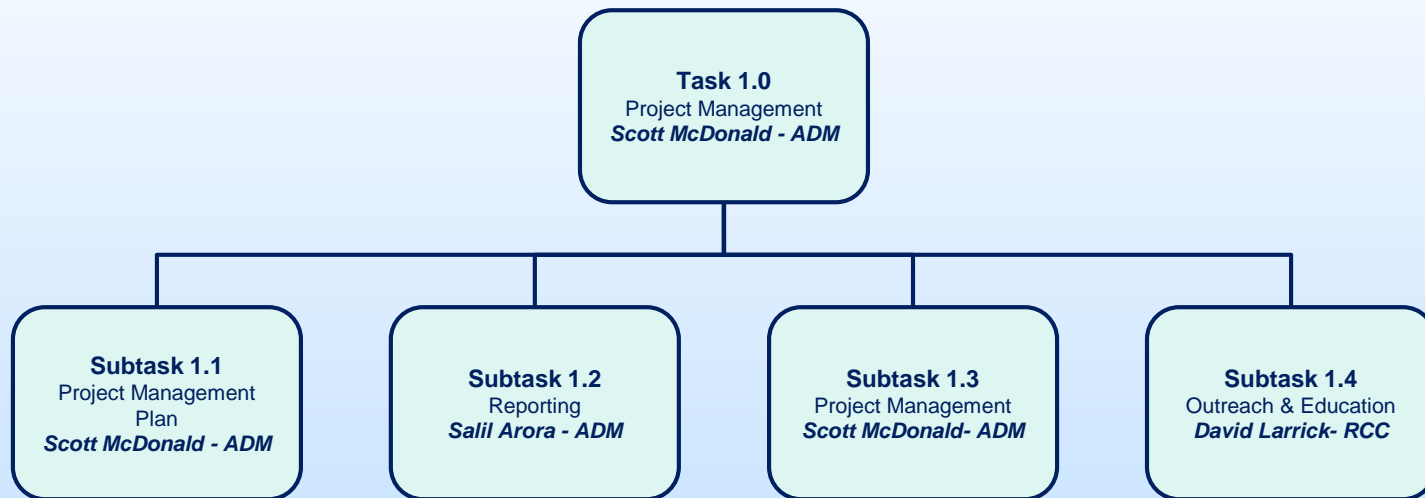 Task 1.0
Project Management
Scott McDonald - ADM
Subtask 1.1
Project Management
Plan
Scott McDonald - ADM
Subtask 1.2
Reporting
Salil Arora - ADM
Subtask 1.3
Project Management
Scott McDonald- ADM
Subtask 1.4
Outreach & Education
David Larrick- RCC